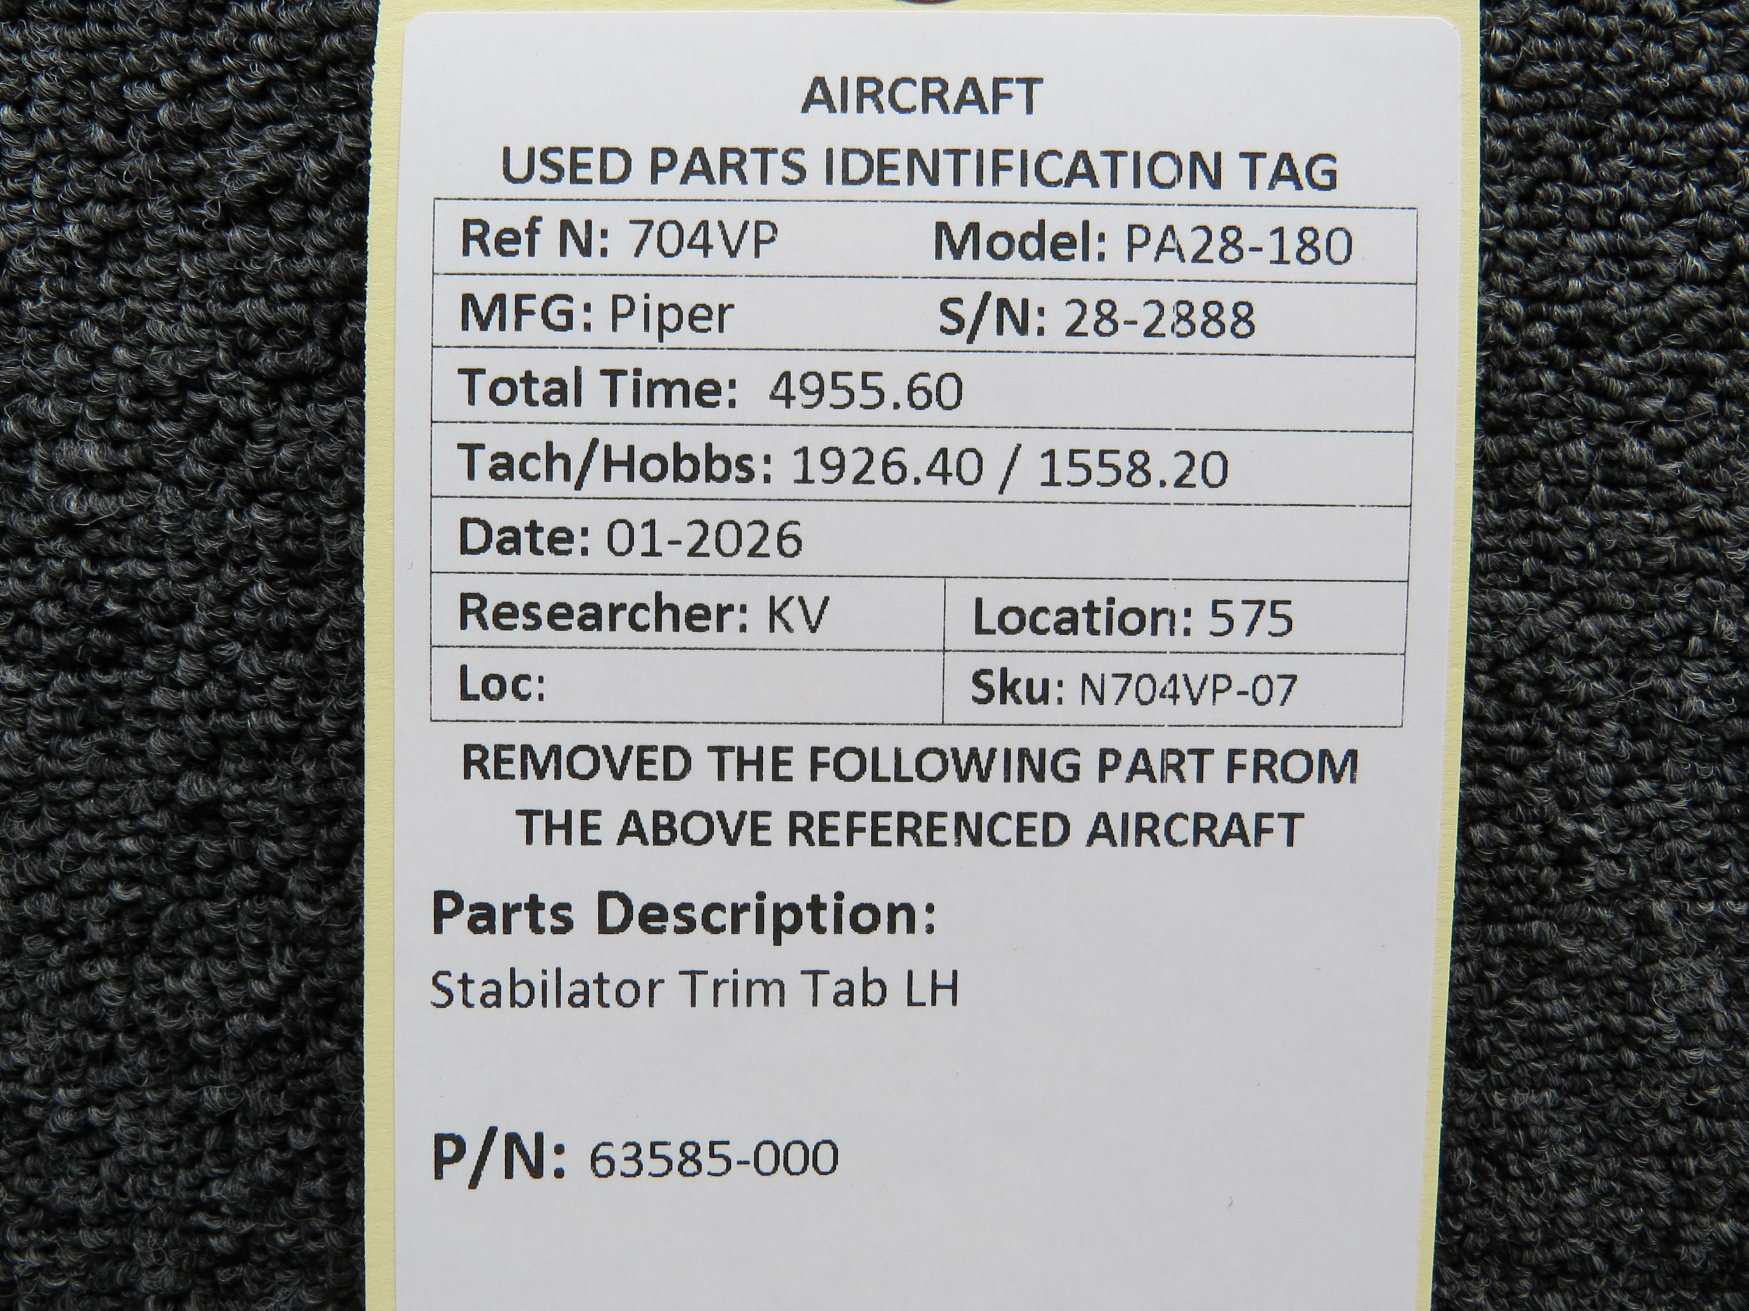 AIRCRAFT
USED PARTS IDENTIFICATION TAG
Ref N: 704VP Model: PA28-180
MFG: Piper S/N: 28-2888
Total Time: 4955.60
Tach/Hobbs: 1926.40 / 1558.20
Date: 01-2026
Researcher: KV Location: 575
Loc: Sku: N704VP-07
REMOVED THE FOLLOWING PART FROM
THE ABOVE REFERENCED AIRCRAFT
Parts Description:
Stabilator Trim Tab LH
P/N: 63585-000